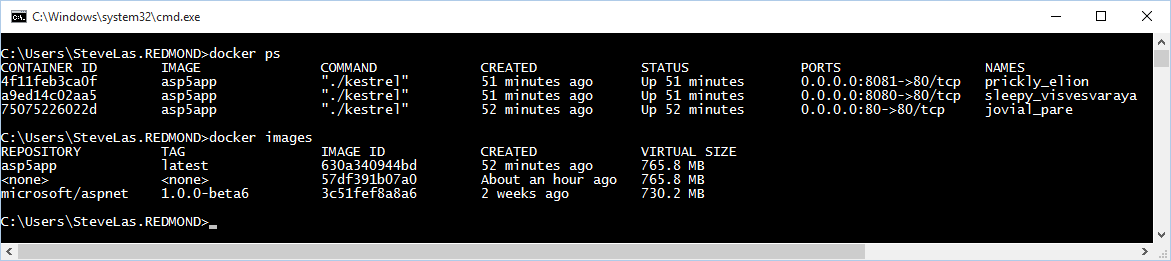 C:\Windows\system32\cmd.exe
C:\Users\SteveLas.REDMOND>docker ps
CONTAINER ID IMAGE COMMAND CREATED STATUS PORTS NAMES
4f11feb3ca0f asp5app "./kestrel" 51 minutes ago Up 51 minutes 0.0.0.0:8081->80/tcp prickly_elion
a9ed14c02aa5 asp5app "./kestrel" 51 minutes ago Up 51 minutes 0.0.0.0:8080->80/tcp sleepy_visvesvaraya
75075226022d asp5app "./kestrel" 52 minutes ago Up 52 minutes 0.0.0.0:80->80/tcp jovial_pare
C:\Users\SteveLas.REDMOND>docker images
REPOSITORY TAG IMAGE ID CREATED VIRTUAL SIZE
asp5app latest 630a340944bd 52 minutes ago 765.8 MB
<none> <none> 57df391b07a0 About an hour ago 765.8 MB
microsoft/aspnet 1.0.0-beta6 3c51fef8a8a6 2 weeks ago 730.2 MB
C:\Users\SteveLas.REDMOND>